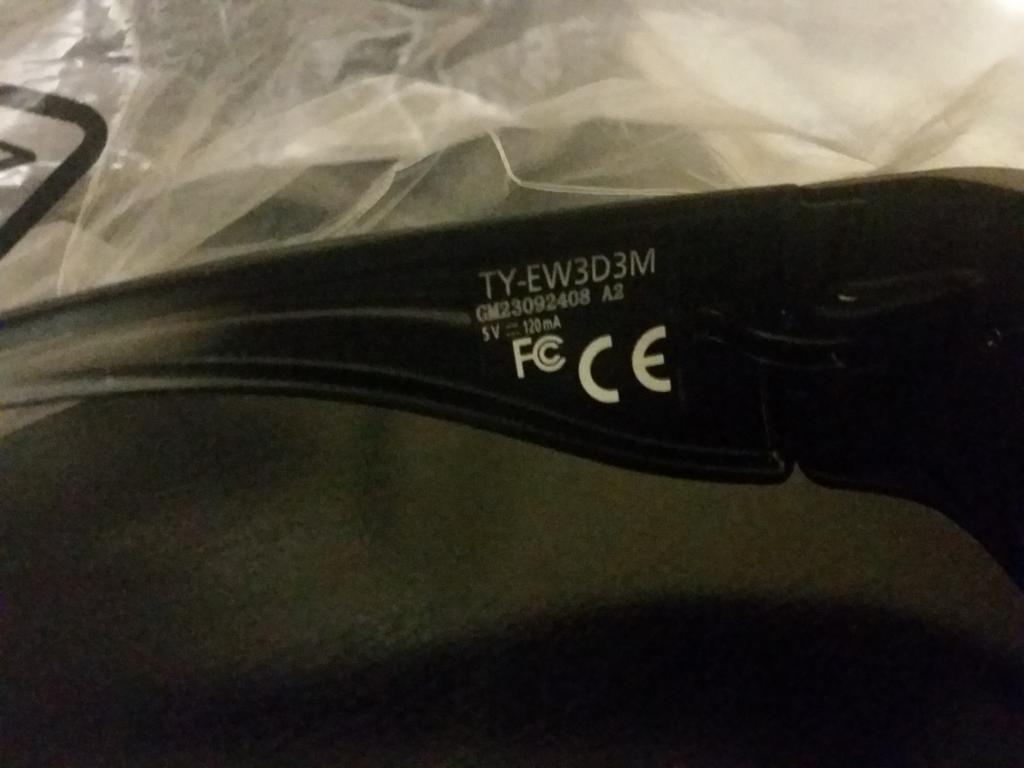 TY-EW3D3M
GM23092408 A2
5V ⎓ 120mA
FC CE